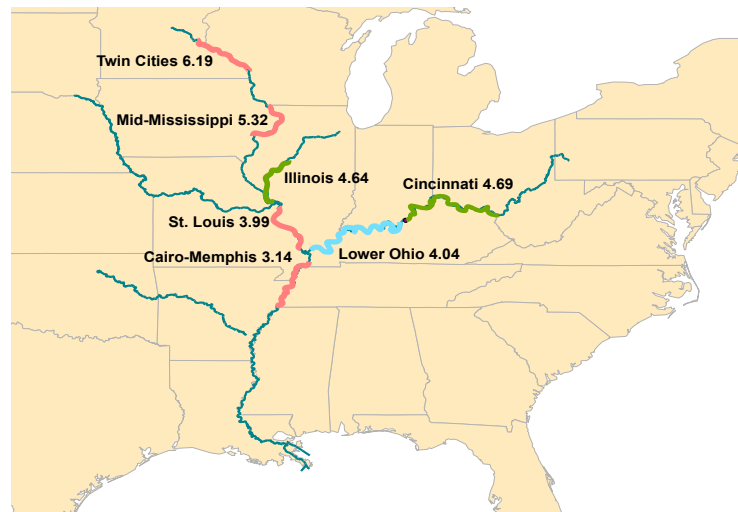 Twin Cities 6.19
Mid-Mississippi 5.32
Illinois 4.64
Cincinnati 4.69
St. Louis 3.99
Cairo-Memphis 3.14
Lower Ohio 4.04